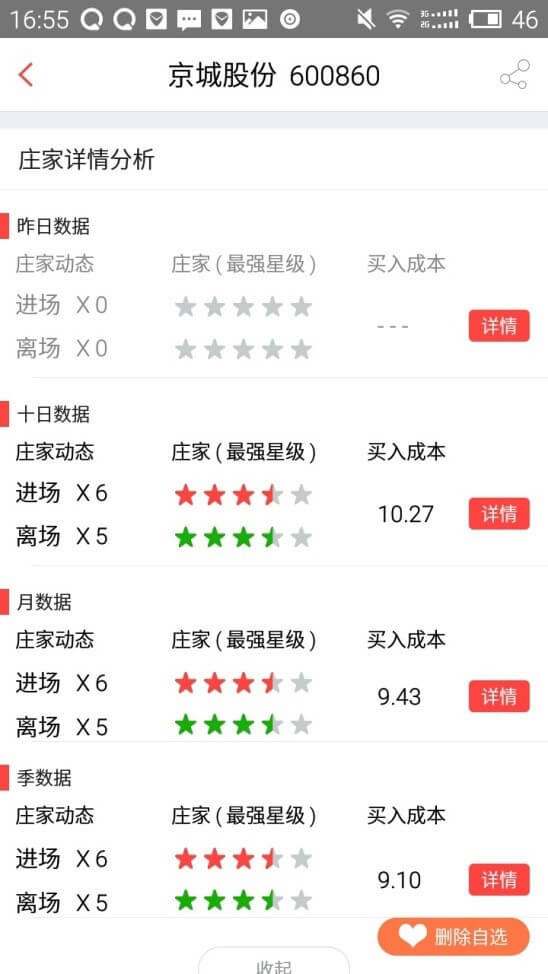 16:55 3G 2G 46
京城股份 600860
庄家详情分析
昨日数据
庄家动态 庄家(最强星级) 买入成本
进场 X 0
--- 详情
离场 X 0
十日数据
庄家动态 庄家(最强星级) 买入成本
进场 X 6
10.27 详情
离场 X 5
月数据
庄家动态 庄家(最强星级) 买入成本
进场 X 6
9.43 详情
离场 X 5
季数据
庄家动态 庄家(最强星级) 买入成本
进场 X 6
9.10 详情
离场 X 5
删除自选
收起